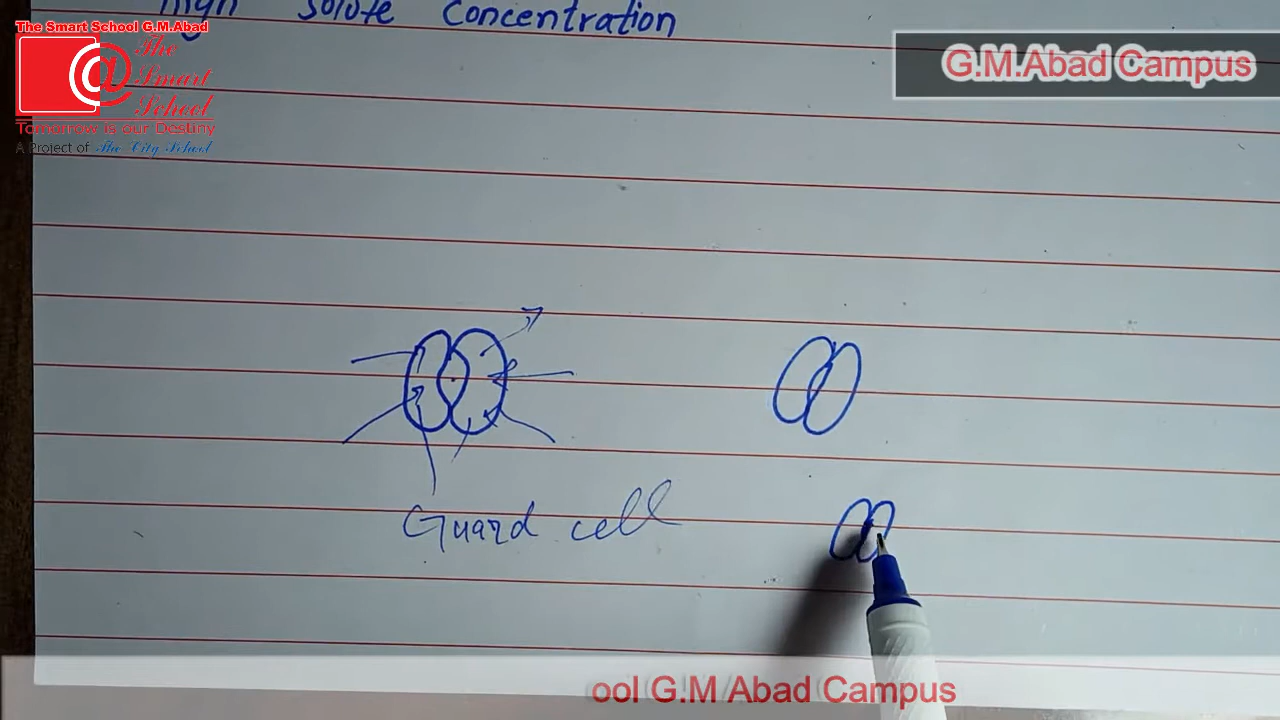 High Solute Concentration
The Smart School G.M.Abad
The
Smart
School
Tomorrow is our Destiny
A Project of The City School
G.M.Abad Campus
Guard cell
ool G.M Abad Campus